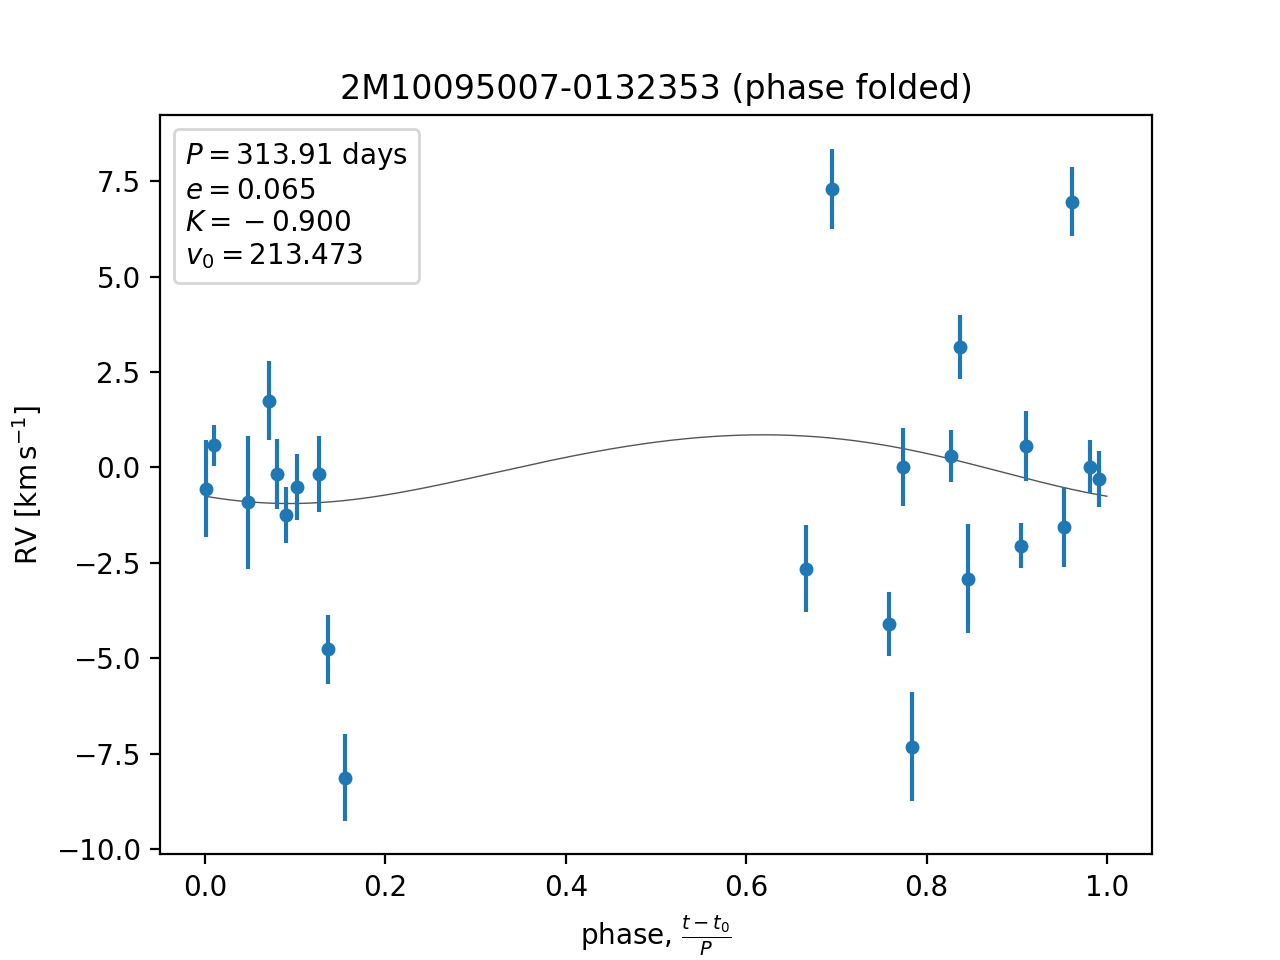 2M10095007-0132353 (phase folded)
P = 313.91 days
e = 0.065
K = −0.900
v₀ = 213.473
RV [km s⁻¹]
7.5
5.0
2.5
0.0
−2.5
−5.0
−7.5
−10.0
0.0 0.2 0.4 0.6 0.8 1.0
phase, (t − t₀)/P